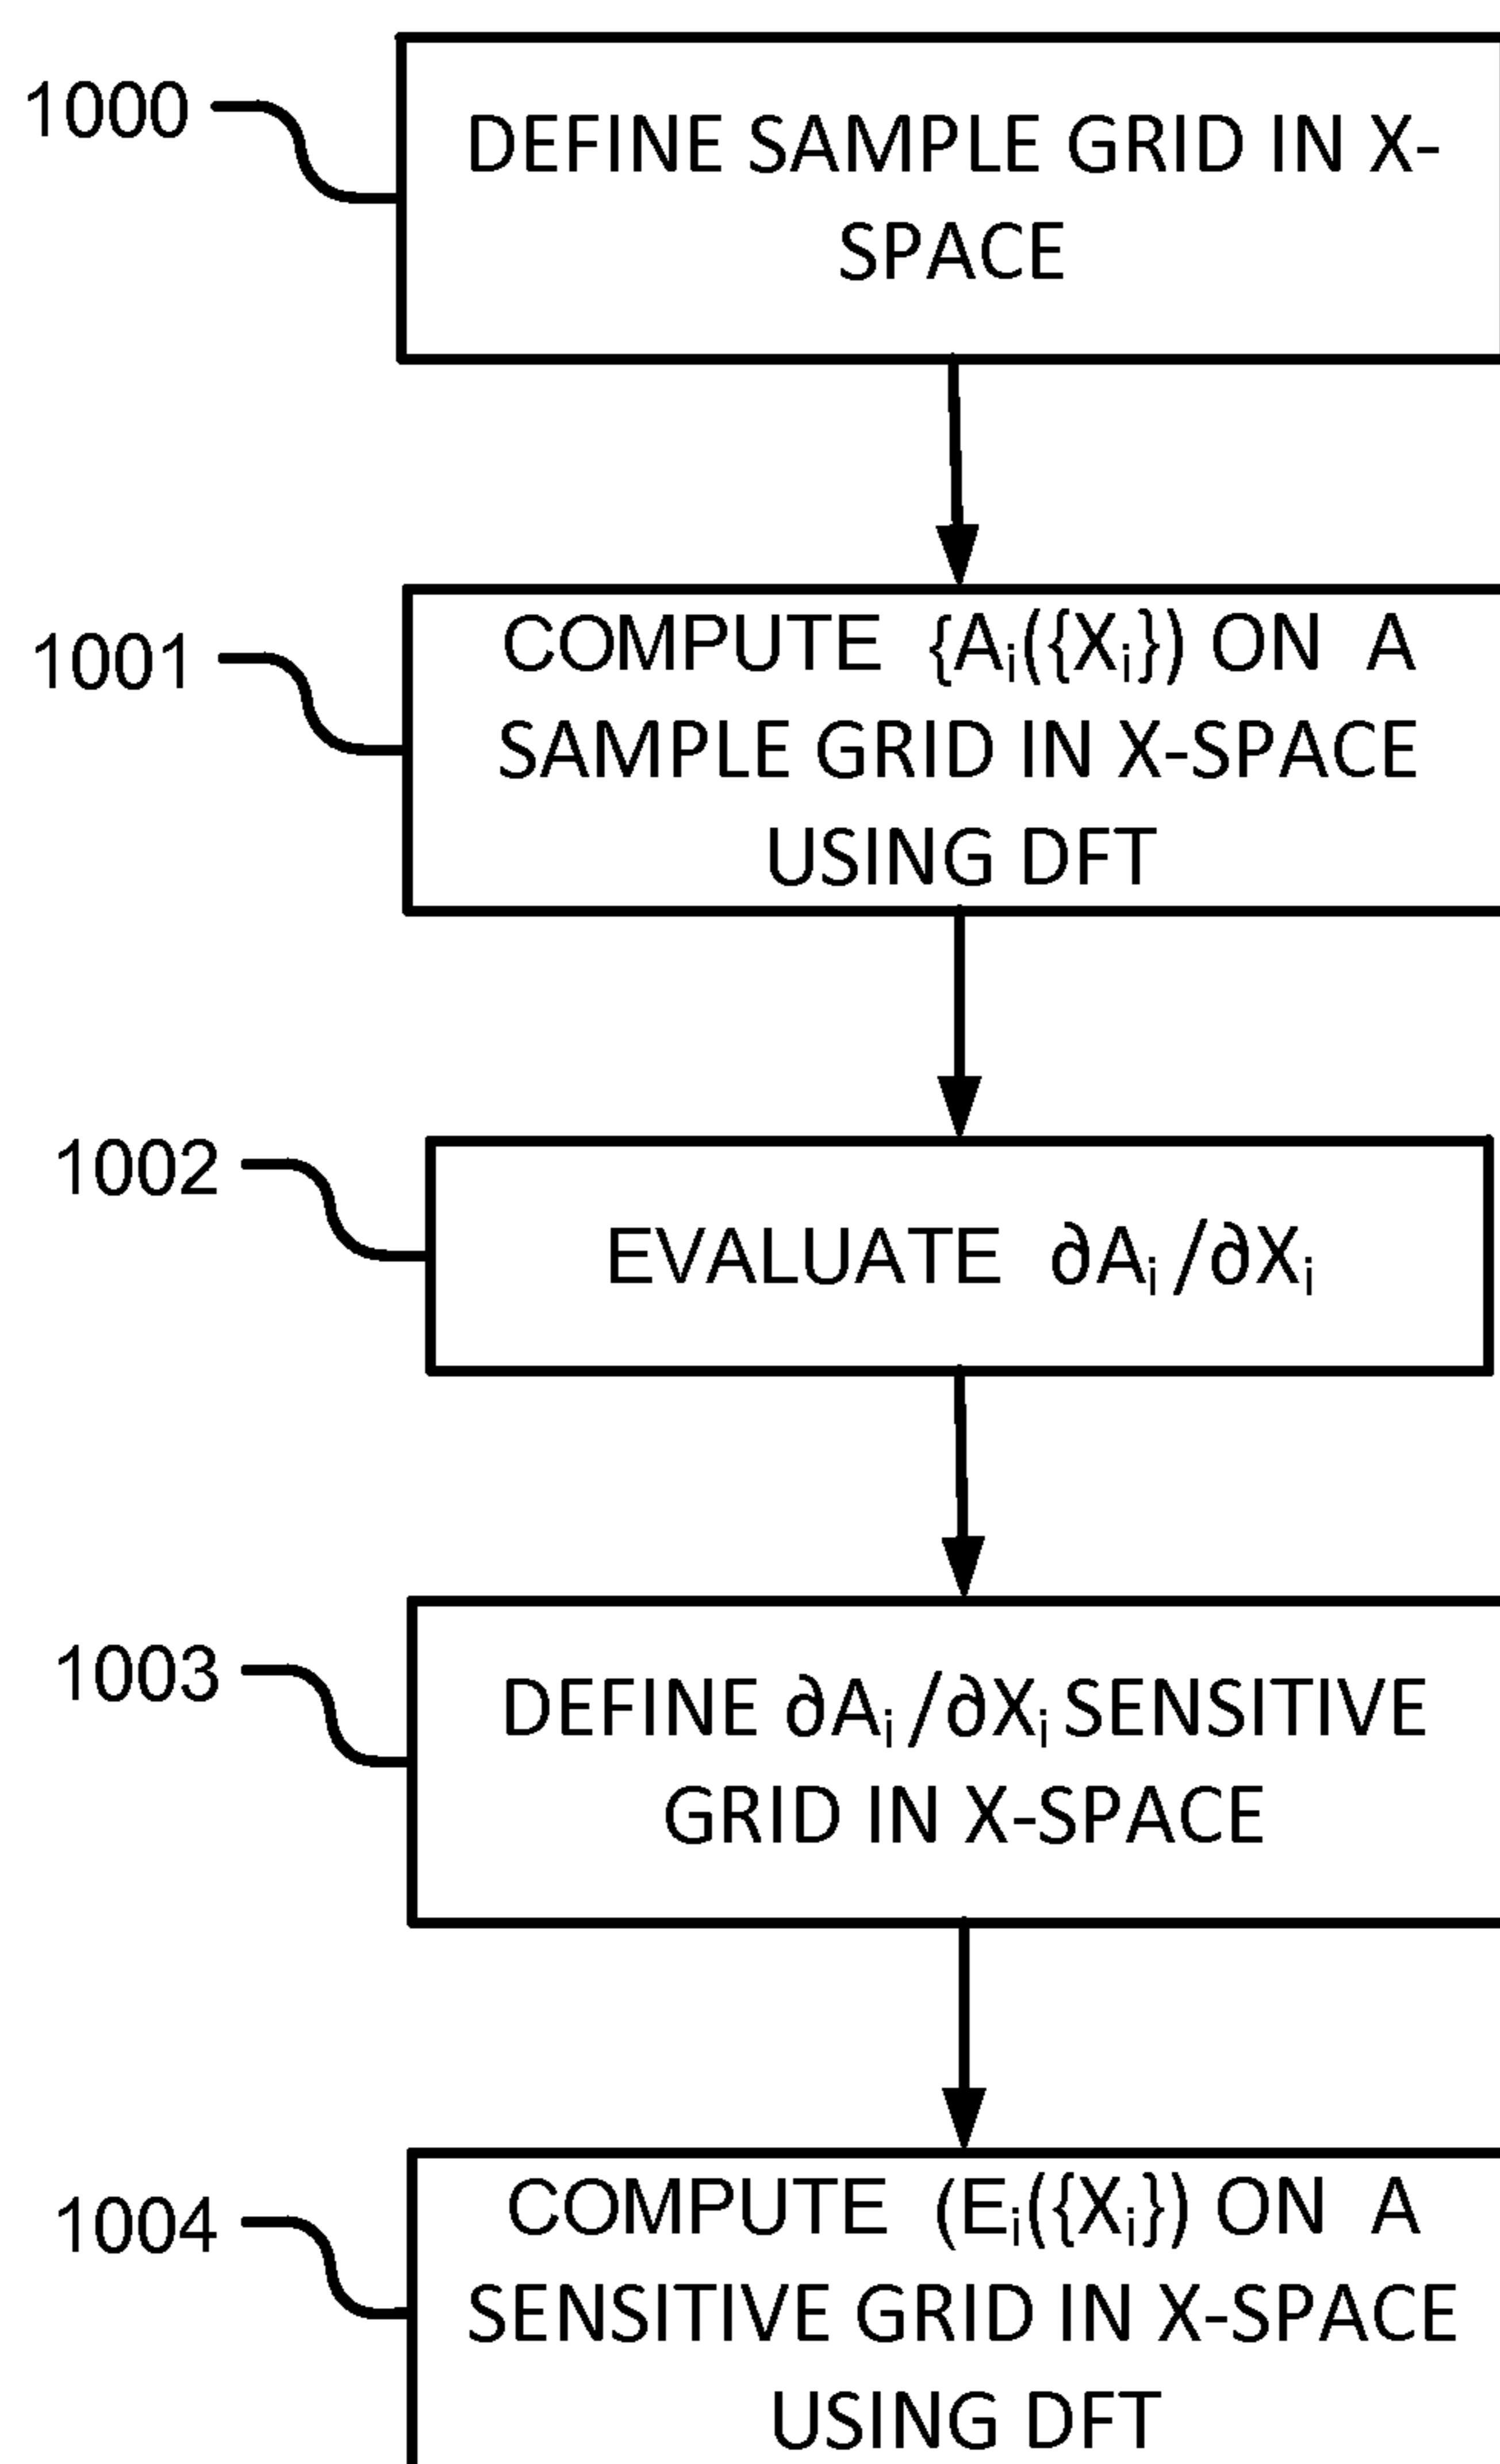 1000
DEFINE SAMPLE GRID IN X-
SPACE
1001
COMPUTE {Aᵢ({Xᵢ}) ON A
SAMPLE GRID IN X-SPACE
USING DFT
1002
EVALUATE ∂Aᵢ/∂Xᵢ
1003
DEFINE ∂Aᵢ/∂Xᵢ SENSITIVE
GRID IN X-SPACE
1004
COMPUTE (Eᵢ({Xᵢ}) ON A
SENSITIVE GRID IN X-SPACE
USING DFT